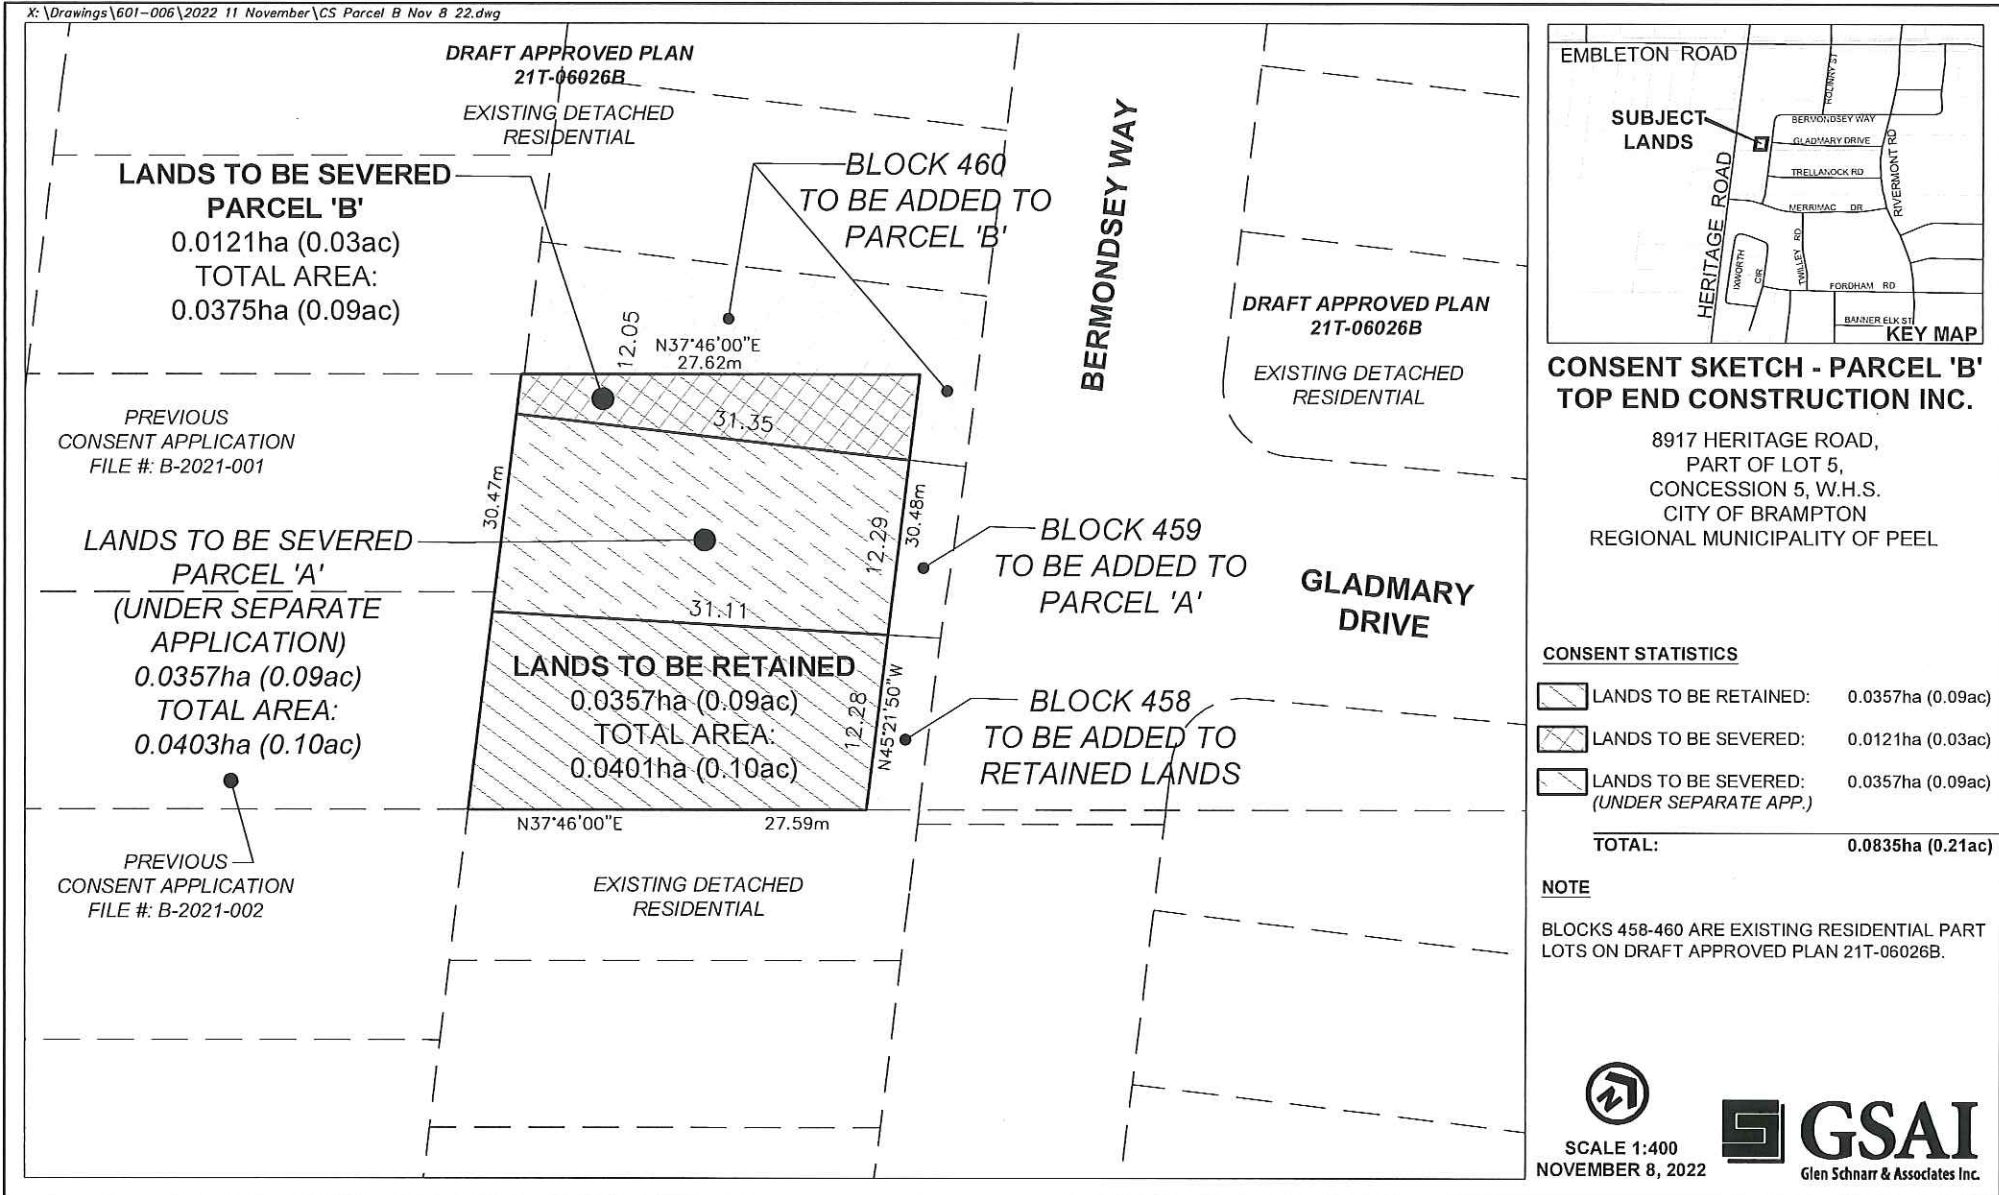 X: \Drawings\601-006\2022 11 November\CS Parcel B Nov 8 22.dwg
DRAFT APPROVED PLAN
21T-06026B
EXISTING DETACHED
RESIDENTIAL
LANDS TO BE SEVERED
PARCEL 'B'
0.0121ha (0.03ac)
TOTAL AREA:
0.0375ha (0.09ac)
BLOCK 460
TO BE ADDED TO
PARCEL 'B'
BERMONDSEY WAY
DRAFT APPROVED PLAN
21T-06026B
EXISTING DETACHED
RESIDENTIAL
12.05
N37°46'00"E
27.62m
31.35
PREVIOUS
CONSENT APPLICATION
FILE #: B-2021-001
30.47m
12.29
30.48m
LANDS TO BE SEVERED
PARCEL 'A'
(UNDER SEPARATE
APPLICATION)
0.0357ha (0.09ac)
TOTAL AREA:
0.0403ha (0.10ac)
BLOCK 459
TO BE ADDED TO
PARCEL 'A'
GLADMARY
DRIVE
31.11
LANDS TO BE RETAINED
0.0357ha (0.09ac)
TOTAL AREA:
0.0401ha (0.10ac)
12.28
N45°21'50"W
BLOCK 458
TO BE ADDED TO
RETAINED LANDS
N37°46'00"E
27.59m
PREVIOUS
CONSENT APPLICATION
FILE #: B-2021-002
EXISTING DETACHED
RESIDENTIAL
EMBLETON ROAD
SUBJECT
LANDS
HERITAGE ROAD
BERMONDSEY WAY
GLADMARY DRIVE
TRELLANOCK RD
MERRIMAC DR
RIVERMONT RD
IXWORTH
CIR
TWILLEY RD
FORDHAM RD
BANNER ELK ST
KEY MAP
CONSENT SKETCH - PARCEL 'B'
TOP END CONSTRUCTION INC.
8917 HERITAGE ROAD,
PART OF LOT 5,
CONCESSION 5, W.H.S.
CITY OF BRAMPTON
REGIONAL MUNICIPALITY OF PEEL
CONSENT STATISTICS
LANDS TO BE RETAINED: 0.0357ha (0.09ac)
LANDS TO BE SEVERED: 0.0121ha (0.03ac)
LANDS TO BE SEVERED: 0.0357ha (0.09ac)
(UNDER SEPARATE APP.)
TOTAL: 0.0835ha (0.21ac)
NOTE
BLOCKS 458-460 ARE EXISTING RESIDENTIAL PART
LOTS ON DRAFT APPROVED PLAN 21T-06026B.
N
SCALE 1:400
NOVEMBER 8, 2022
GSAI
Glen Schnarr & Associates Inc.